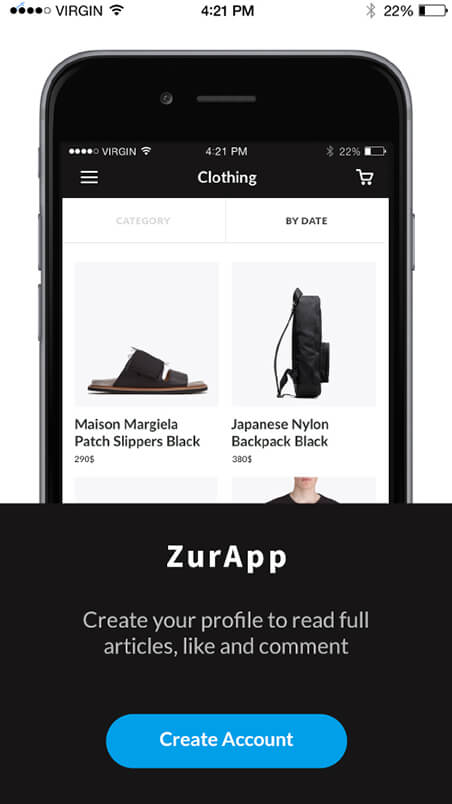 VIRGIN 4:21 PM 22%
VIRGIN 4:21 PM 22%
Clothing
CATEGORY BY DATE
Maison Margiela Japanese Nylon
Patch Slippers Black Backpack Black
290$ 380$
ZurApp
Create your profile to read full
articles, like and comment
Create Account